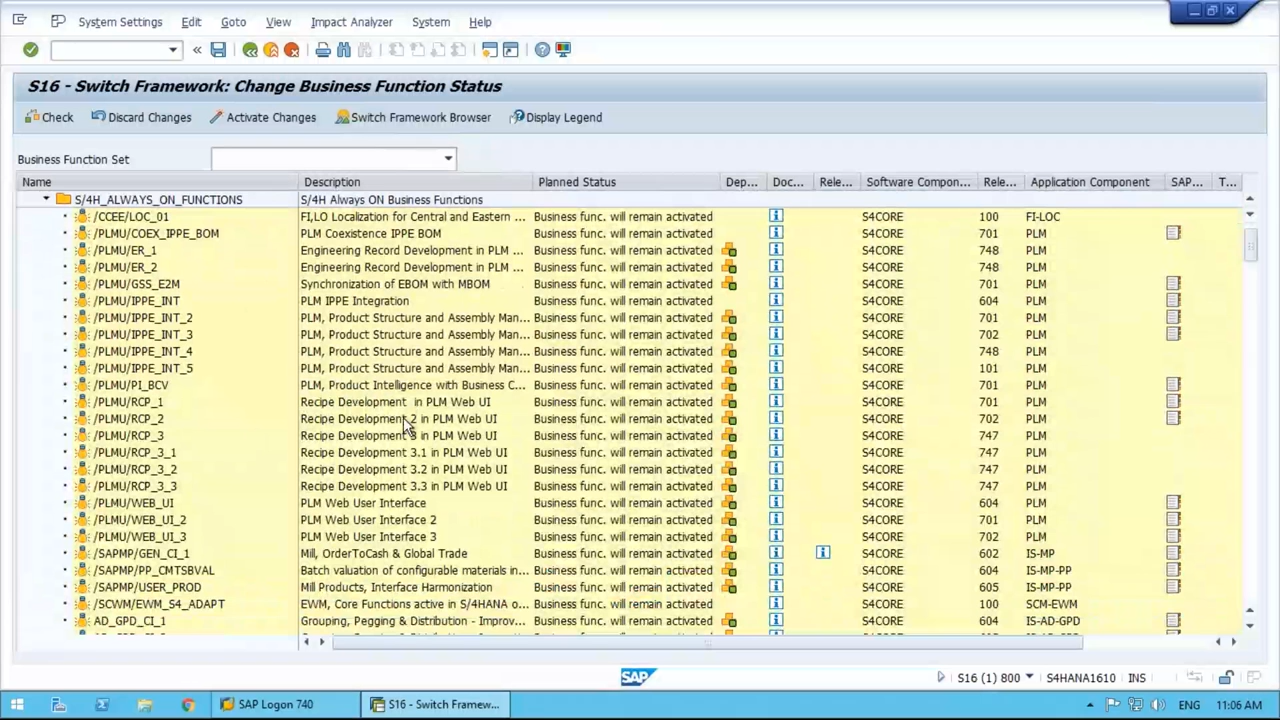 System Settings Edit Goto View Impact Analyzer System Help
S16 - Switch Framework: Change Business Function Status
Check Discard Changes Activate Changes Switch Framework Browser Display Legend
Business Function Set
Name Description Planned Status Dep... Doc... Rele... Software Compon... Rele... Application Component SAP... T...
S/4H_ALWAYS_ON_FUNCTIONS S/4H Always ON Business Functions
/CCEE/LOC_01 FI,LO Localization for Central and Eastern ... Business func. will remain activated S4CORE 100 FI-LOC
/PLMU/COEX_IPPE_BOM PLM Coexistence IPPE BOM Business func. will remain activated S4CORE 701 PLM
/PLMU/ER_1 Engineering Record Development in PLM ... Business func. will remain activated S4CORE 748 PLM
/PLMU/ER_2 Engineering Record Development in PLM ... Business func. will remain activated S4CORE 748 PLM
/PLMU/GSS_E2M Synchronization of EBOM with MBOM Business func. will remain activated S4CORE 701 PLM
/PLMU/IPPE_INT PLM IPPE Integration Business func. will remain activated S4CORE 604 PLM
/PLMU/IPPE_INT_2 PLM, Product Structure and Assembly Man... Business func. will remain activated S4CORE 701 PLM
/PLMU/IPPE_INT_3 PLM, Product Structure and Assembly Man... Business func. will remain activated S4CORE 702 PLM
/PLMU/IPPE_INT_4 PLM, Product Structure and Assembly Man... Business func. will remain activated S4CORE 748 PLM
/PLMU/IPPE_INT_5 PLM, Product Structure and Assembly Man... Business func. will remain activated S4CORE 101 PLM
/PLMU/PI_BCV PLM, Product Intelligence with Business C... Business func. will remain activated S4CORE 701 PLM
/PLMU/RCP_1 Recipe Development in PLM Web UI Business func. will remain activated S4CORE 701 PLM
/PLMU/RCP_2 Recipe Development 2 in PLM Web UI Business func. will remain activated S4CORE 702 PLM
/PLMU/RCP_3 Recipe Development 3 in PLM Web UI Business func. will remain activated S4CORE 747 PLM
/PLMU/RCP_3_1 Recipe Development 3.1 in PLM Web UI Business func. will remain activated S4CORE 747 PLM
/PLMU/RCP_3_2 Recipe Development 3.2 in PLM Web UI Business func. will remain activated S4CORE 747 PLM
/PLMU/RCP_3_3 Recipe Development 3.3 in PLM Web UI Business func. will remain activated S4CORE 747 PLM
/PLMU/WEB_UI PLM Web User Interface Business func. will remain activated S4CORE 604 PLM
/PLMU/WEB_UI_2 PLM Web User Interface 2 Business func. will remain activated S4CORE 701 PLM
/PLMU/WEB_UI_3 PLM Web User Interface 3 Business func. will remain activated S4CORE 702 PLM
/SAPMP/GEN_CI_1 Mill, OrderToCash & Global Trade Business func. will remain activated S4CORE 602 IS-MP
/SAPMP/PP_CMTSBVAL Batch valuation of configurable materials in... Business func. will remain activated S4CORE 604 IS-MP-PP
/SAPMP/USER_PROD Mill Products, Interface Harmonization Business func. will remain activated S4CORE 605 IS-MP-PP
/SCWM/EWM_S4_ADAPT EWM, Core Functions active in S/4HANA o... Business func. will remain activated S4CORE 100 SCM-EWM
AD_GPD_CI_1 Grouping, Pegging & Distribution - Improv... Business func. will remain activated S4CORE 604 IS-AD-GPD
SAP S16 (1) 800 S4HANA1610 INS
SAP Logon 740 S16 - Switch Framew... ENG 11:06 AM